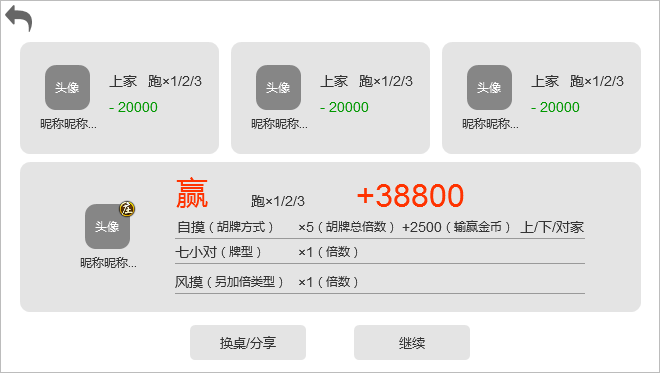 头像 上家 跑×1/2/3
- 20000
昵称昵称...
头像 上家 跑×1/2/3
- 20000
昵称昵称...
头像 上家 跑×1/2/3
- 20000
昵称昵称...
赢 跑×1/2/3 +38800
庄
头像
昵称昵称...
自摸（胡牌方式） ×5（胡牌总倍数） +2500（输赢金币） 上/下/对家
七小对（牌型） ×1（倍数）
风摸（另加倍类型） ×1（倍数）
换桌/分享 继续